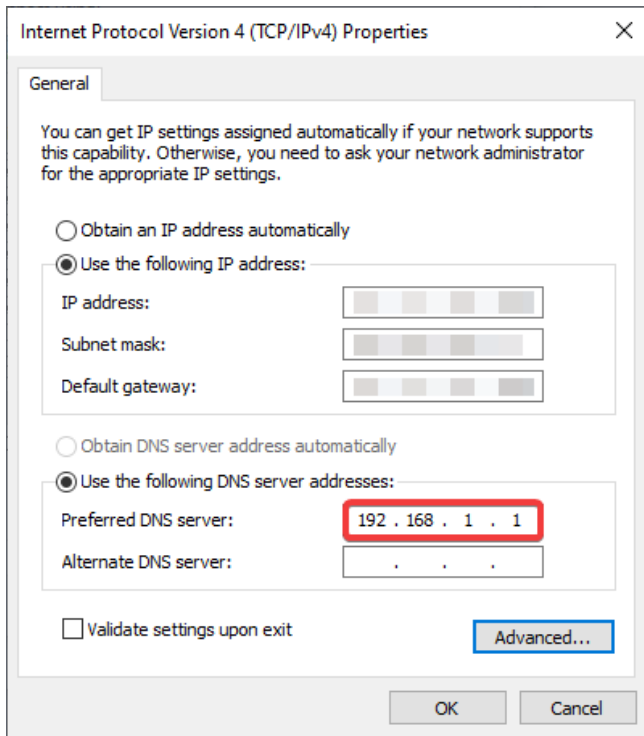 Internet Protocol Version 4 (TCP/IPv4) Properties
General
You can get IP settings assigned automatically if your network supports
this capability. Otherwise, you need to ask your network administrator
for the appropriate IP settings.
Obtain an IP address automatically
Use the following IP address:
IP address:
Subnet mask:
Default gateway:
Obtain DNS server address automatically
Use the following DNS server addresses:
Preferred DNS server: 192 . 168 . 1 . 1
Alternate DNS server: . . .
Validate settings upon exit
Advanced...
OK Cancel